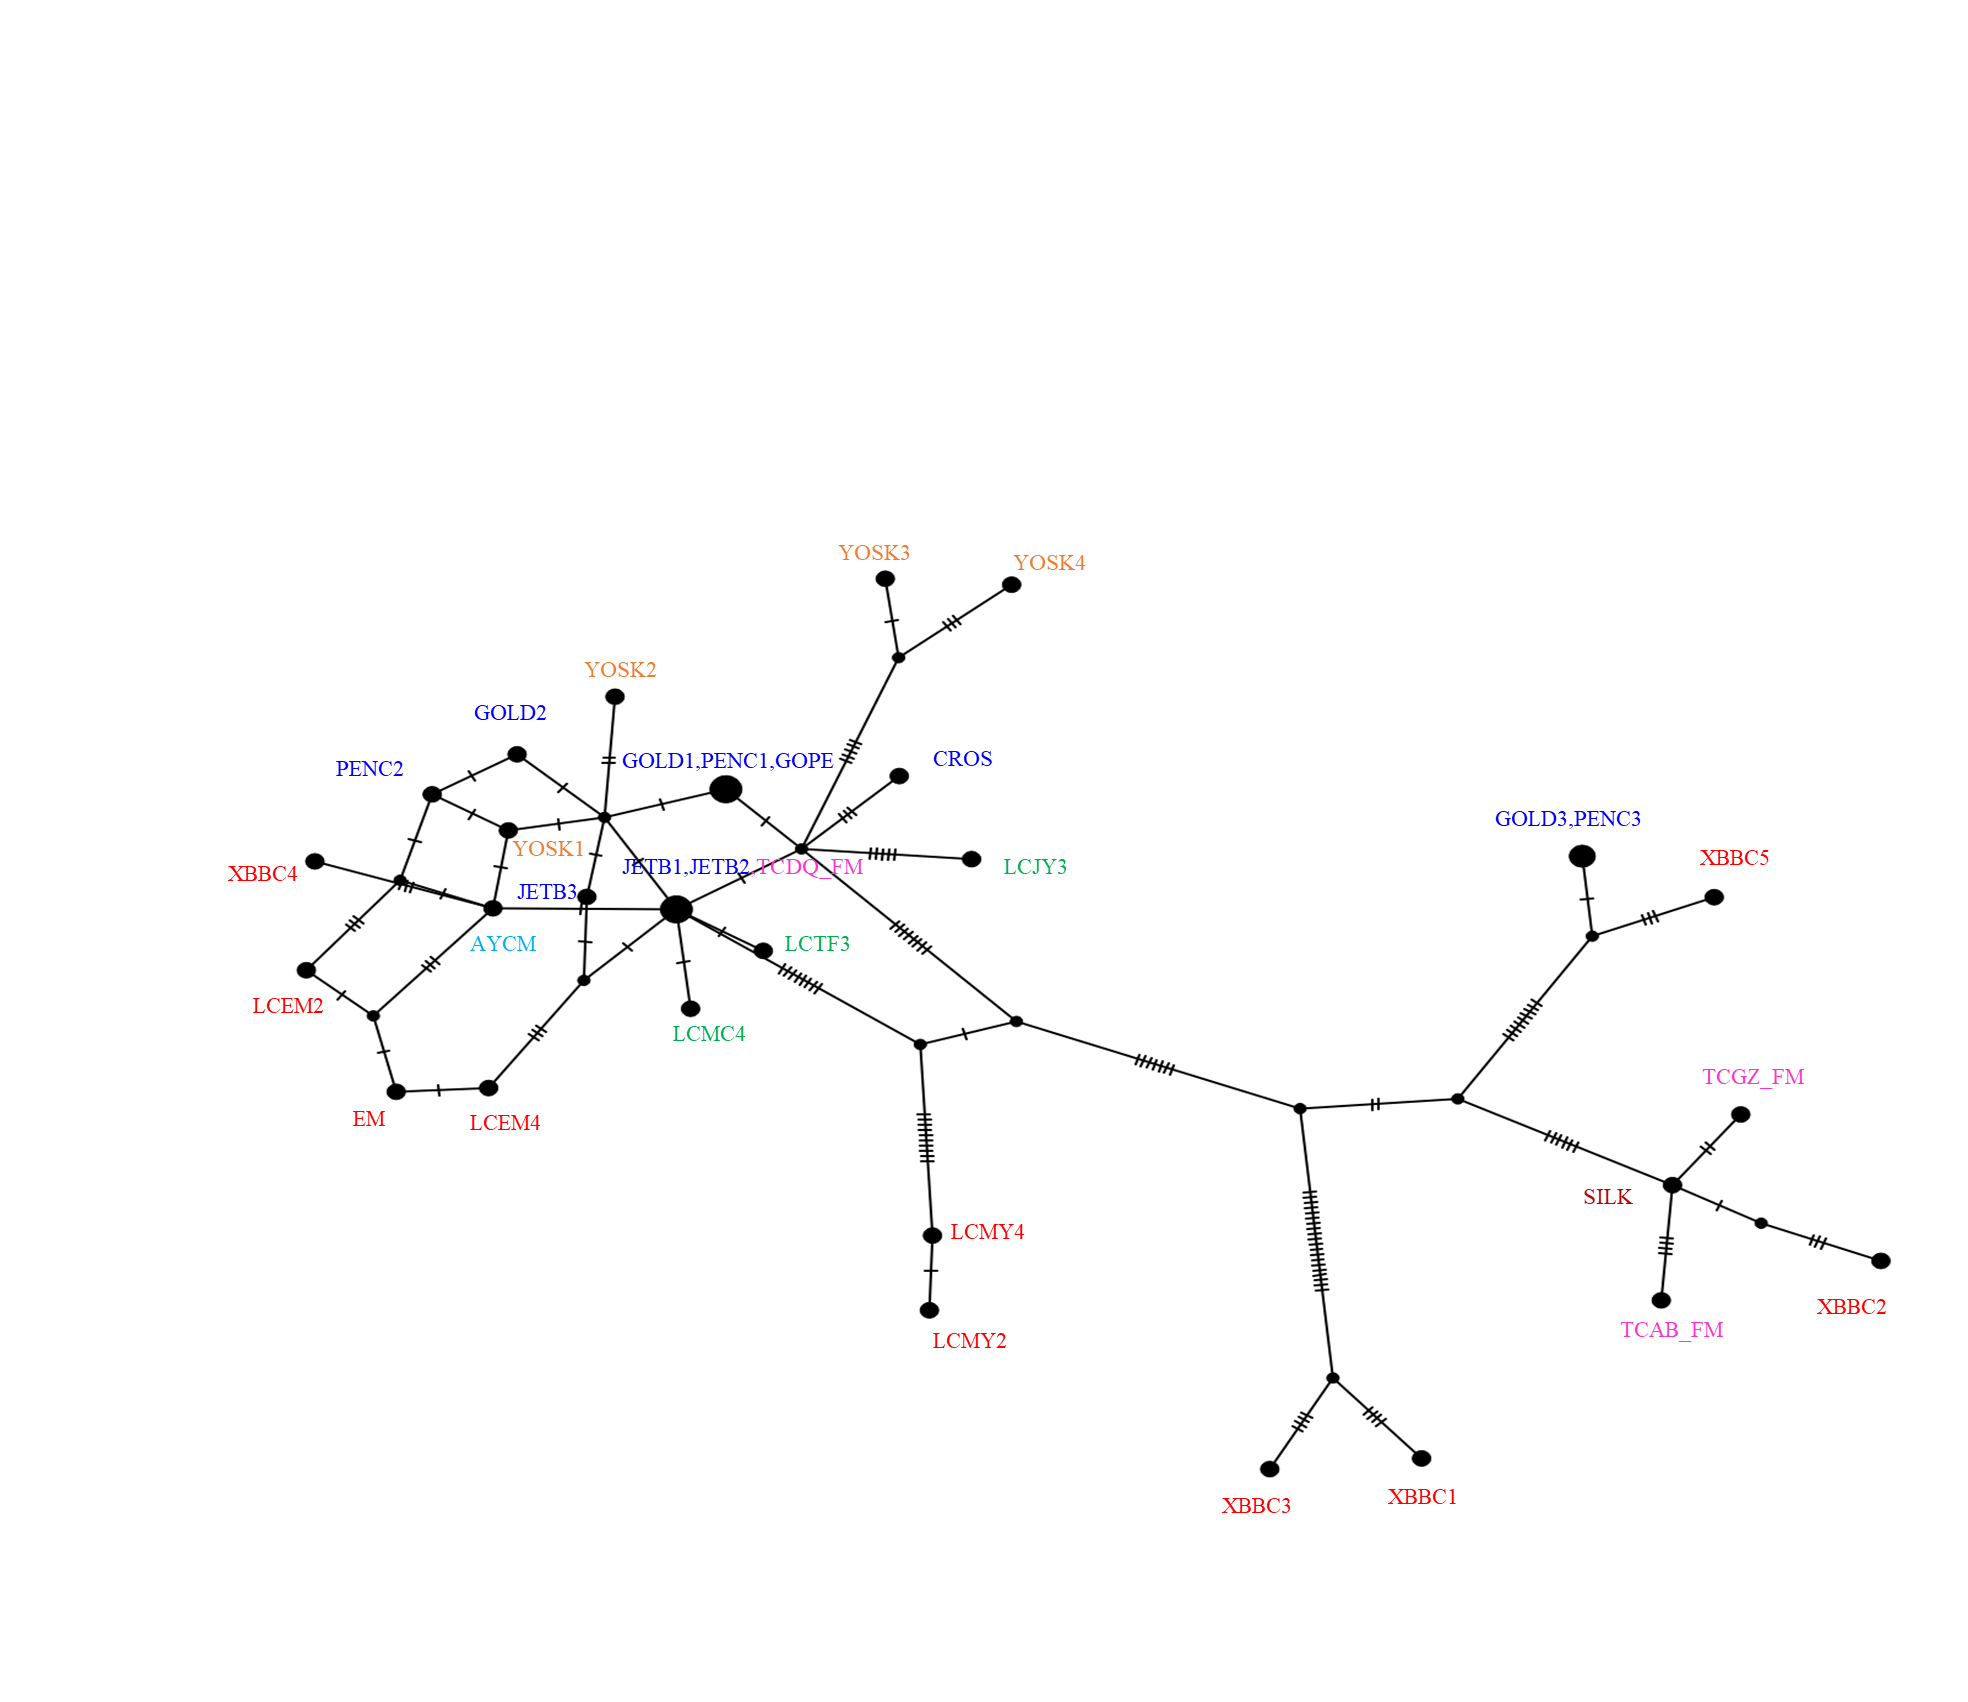 YOSK3
YOSK4
YOSK2
GOLD2
GOLD1,PENC1,GOPE
CROS
PENC2
GOLD3,PENC3
YOSK1
XBBC5
JETB1,JETB2,TCDQ_FM
LCJY3
XBBC4
JETB3
AYCM
LCTF3
LCEM2
LCMC4
TCGZ_FM
EM
LCEM4
SILK
LCMY4
XBBC2
TCAB_FM
LCMY2
XBBC1
XBBC3